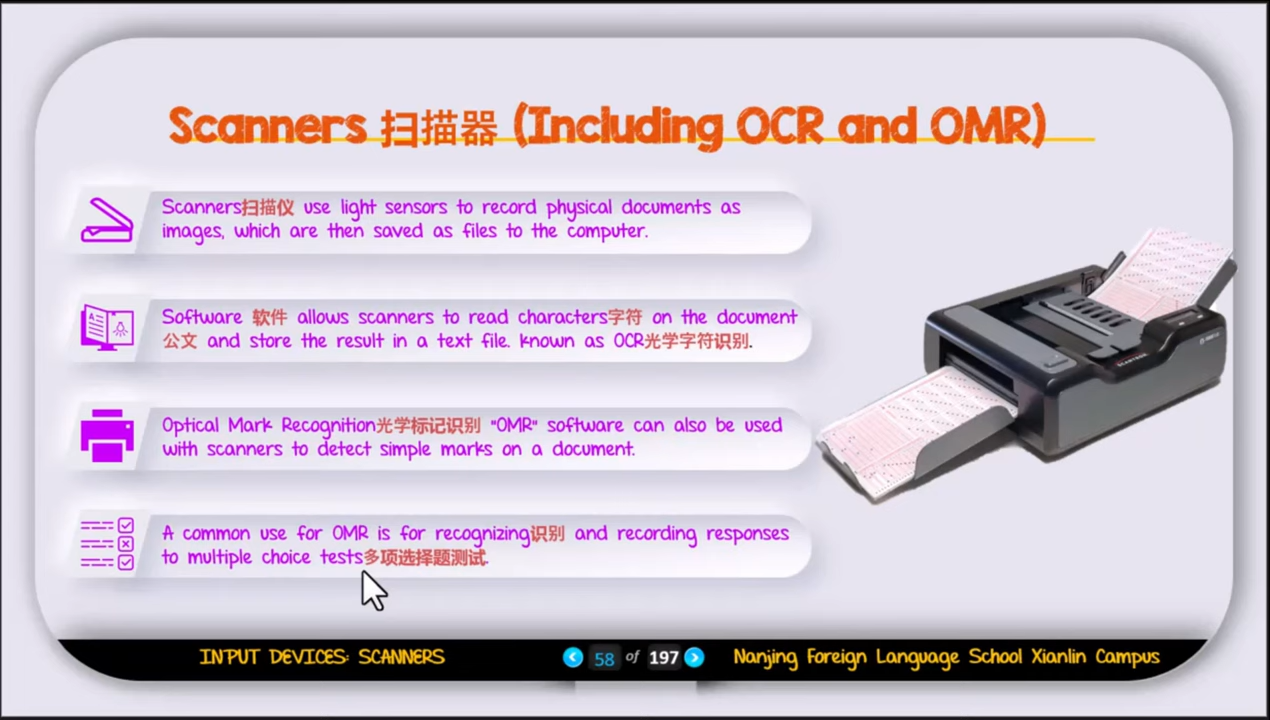 Scanners 扫描器 (Including OCR and OMR)
Scanners扫描仪 use light sensors to record physical documents as
images, which are then saved as files to the computer.
Software 软件 allows scanners to read characters字符 on the document
公文 and store the result in a text file. known as OCR光学字符识别.
Optical Mark Recognition光学标记识别 "OMR" software can also be used
with scanners to detect simple marks on a document.
A common use for OMR is for recognizing识别 and recording responses
to multiple choice tests多项选择题测试.
INPUT DEVICES: SCANNERS
58 of 197
Nanjing Foreign Language School Xianlin Campus